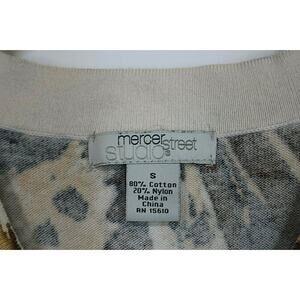 mercer street
studio
S
80% Cotton
20% Nylon
Made in
China
RN 15610